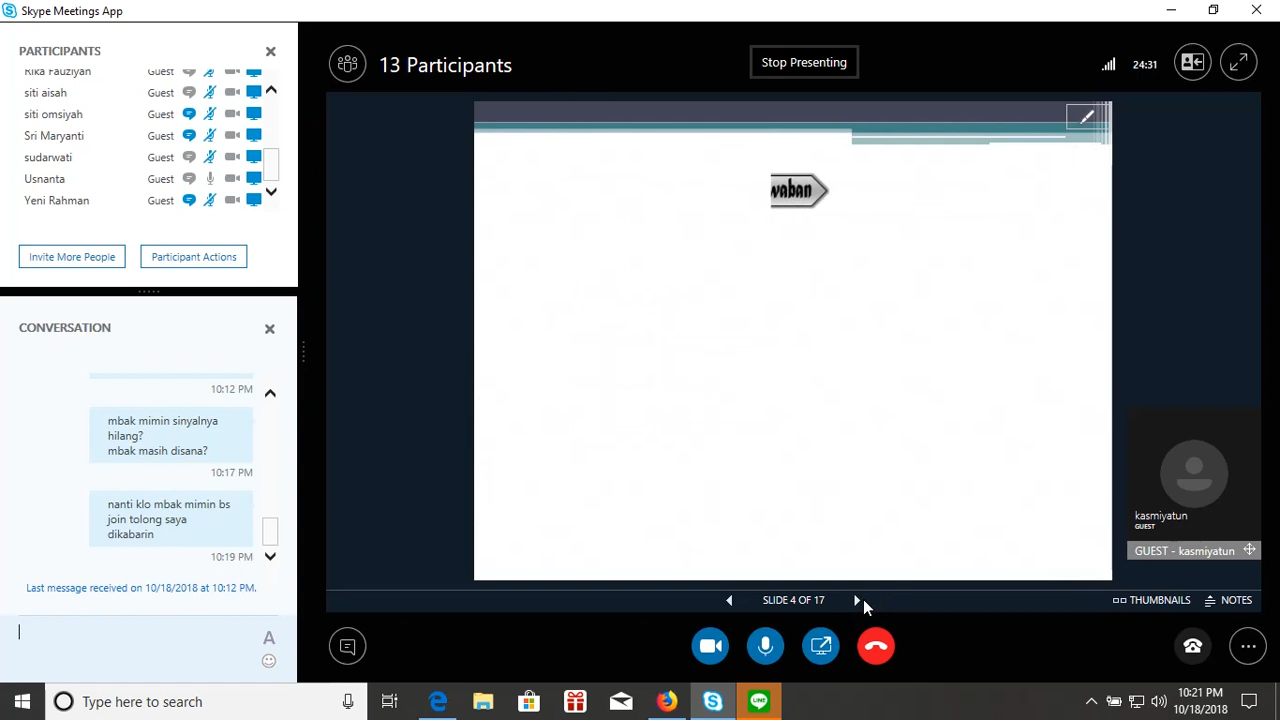 Skype Meetings App
PARTICIPANTS
Rika Fauziyah Guest
siti aisah Guest
siti omsiyah Guest
Sri Maryanti Guest
sudarwati Guest
Usnanta Guest
Yeni Rahman Guest
Invite More People Participant Actions
CONVERSATION
10:12 PM
mbak mimin sinyalnya
hilang?
mbak masih disana?
10:17 PM
nanti klo mbak mimin bs
join tolong saya
dikabarin
10:19 PM
Last message received on 10/18/2018 at 10:12 PM.
A
13 Participants
Stop Presenting
24:31
waban
kasmiyatun
GUEST
GUEST - kasmiyatun
SLIDE 4 OF 17
THUMBNAILS NOTES
Type here to search
LINE
10:21 PM
10/18/2018